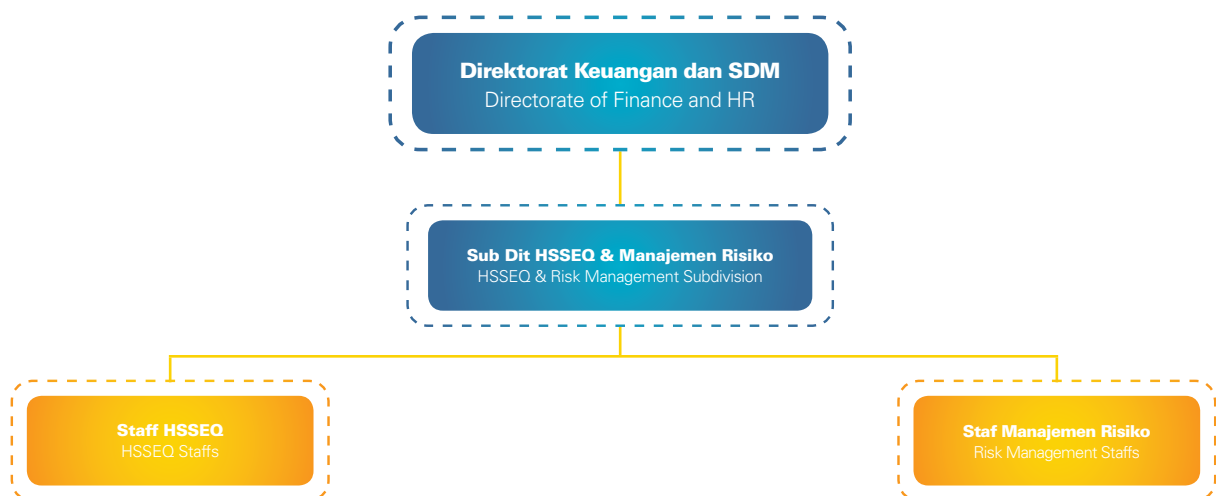 Direktorat Keuangan dan SDM
Directorate of Finance and HR
Sub Dit HSSEQ & Manajemen Risiko
HSSEQ & Risk Management Subdivision
Staff HSSEQ
HSSEQ Staffs
Staf Manajemen Risiko
Risk Management Staffs